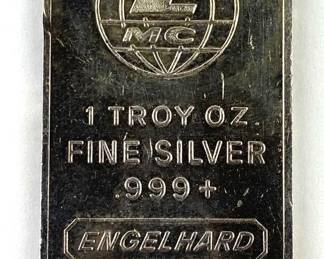 MC
1 TROY OZ.
FINE SILVER
.999+
ENGELHARD